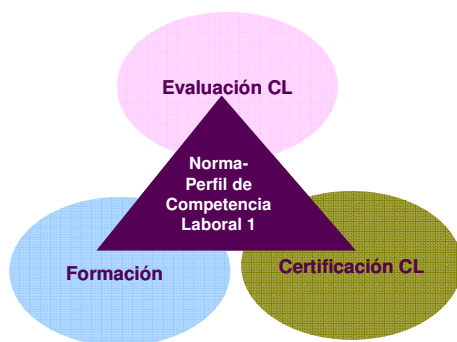 Evaluación CL
Norma-
Perfil de
Competencia
Laboral 1
Formación
Certificación CL